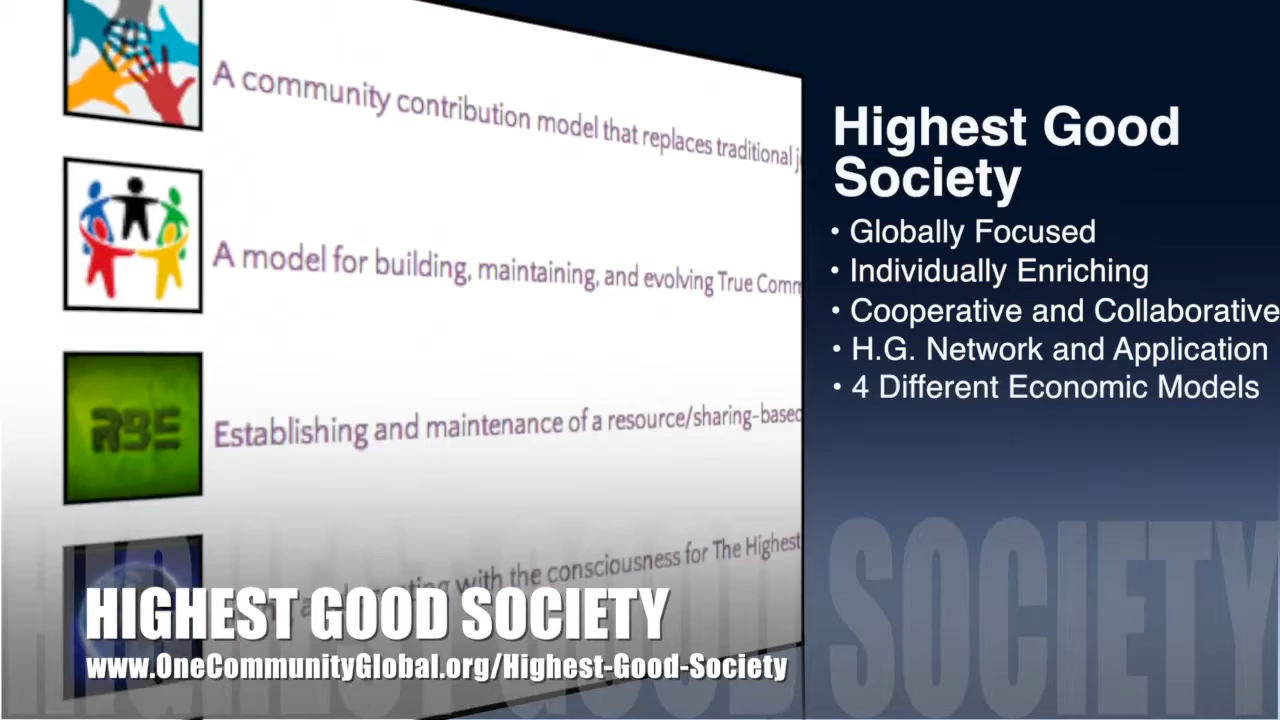 A community contribution model that replaces traditional
A model for building, maintaining, and evolving True
RBE
Establishing and maintenance of a resource/sharing-based
with the consciousness for The Highest
Highest Good
Society
• Globally Focused
• Individually Enriching
• Cooperative and Collaborative
• H.G. Network and Application
• 4 Different Economic Models
HIGHEST GOOD SOCIETY
HIGHEST GOOD SOCIETY
www.OneCommunityGlobal.org/Highest-Good-Society